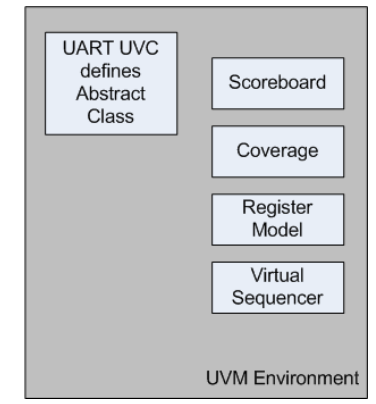 UART UVC
defines
Abstract
Class
Scoreboard
Coverage
Register
Model
Virtual
Sequencer
UVM Environment